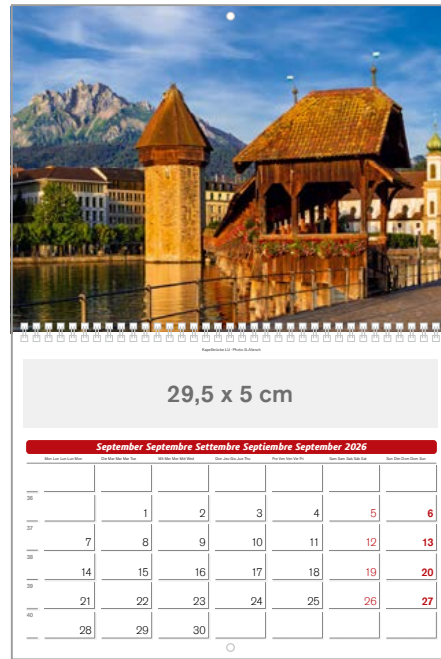 Kapellbrücke LU - Photo: B. Allenbach
29,5 x 5 cm
September Septembre Settembre Septiembre September 2026
Mon Lun Lun Lun Mon Die Mar Mar Mar Tue Mit Mer Mer Mié Wed Don Jeu Gio Jue Thu Fre Ven Ven Vie Fri Sam Sam Sab Sáb Sat Son Dim Dom Dom Sun
36
1 2 3 4 5 6
37
7 8 9 10 11 12 13
38
14 15 16 17 18 19 20
39
21 22 23 24 25 26 27
40
28 29 30